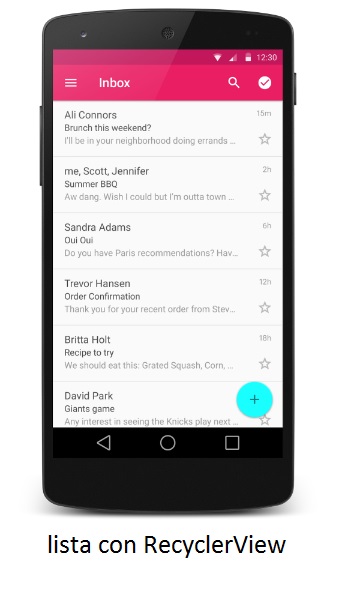 12:30
Inbox
Ali Connors 15m
Brunch this weekend?
I'll be in your neighborhood doing errands ...
me, Scott, Jennifer 2h
Summer BBQ
Aw dang. Wish I could but I'm outta town ...
Sandra Adams 6h
Oui Oui
Do you have Paris recommendations? Hav...
Trevor Hansen 12h
Order Confirmation
Thank you for your recent order from Stev...
Britta Holt 18h
Recipe to try
We should eat this: Grated Squash, Corn, ...
David Park
Giants game
Any interest in seeing the Knicks play next
lista con RecyclerView